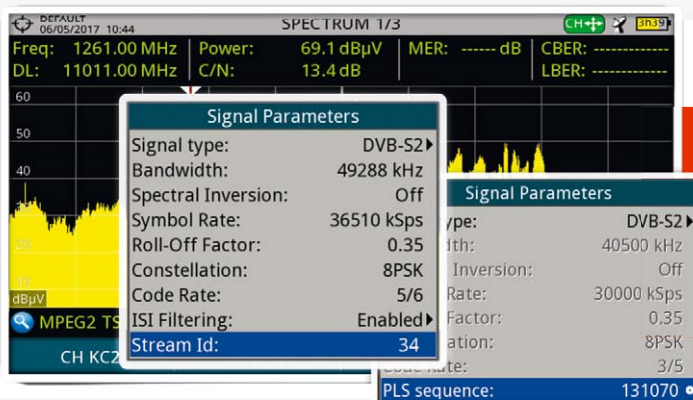 DEFAULT
06/05/2017 10:44
SPECTRUM 1/3
CH
3h39
Freq: 1261.00 MHz
Power: 69.1 dBµV
MER: ------ dB
CBER: -------------
DL: 11011.00 MHz
C/N: 13.4 dB
LBER: -------------
60
50
40
dBµV
MPEG2 TS
CH KC2
Signal Parameters
Signal type: DVB-S2
Bandwidth: 49288 kHz
Spectral Inversion: Off
Symbol Rate: 36510 kSps
Roll-Off Factor: 0.35
Constellation: 8PSK
Code Rate: 5/6
ISI Filtering: Enabled
Stream Id: 34
Signal Parameters
ype: DVB-S2
dth: 40500 kHz
Inversion: Off
Rate: 30000 kSps
Factor: 0.35
ation: 8PSK
Code Rate: 3/5
PLS sequence: 131070